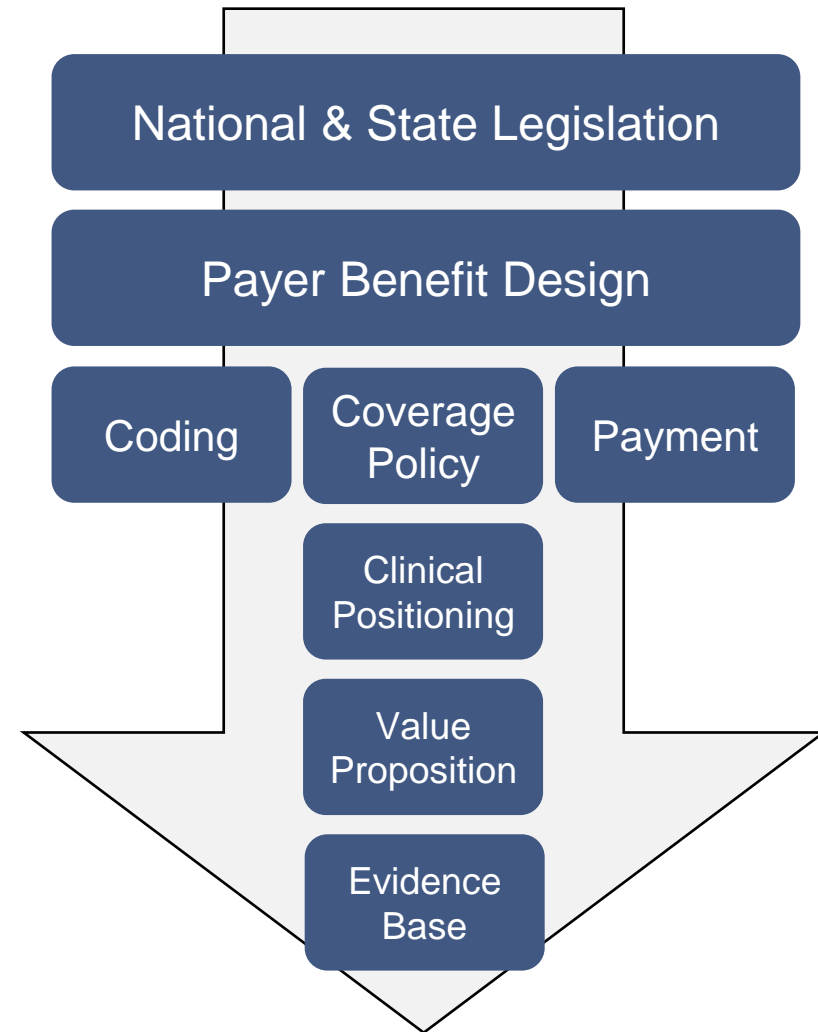 National & State Legislation
Payer Benefit Design
Coding
Coverage
Policy
Payment
Clinical
Positioning
Value
Proposition
Evidence
Base